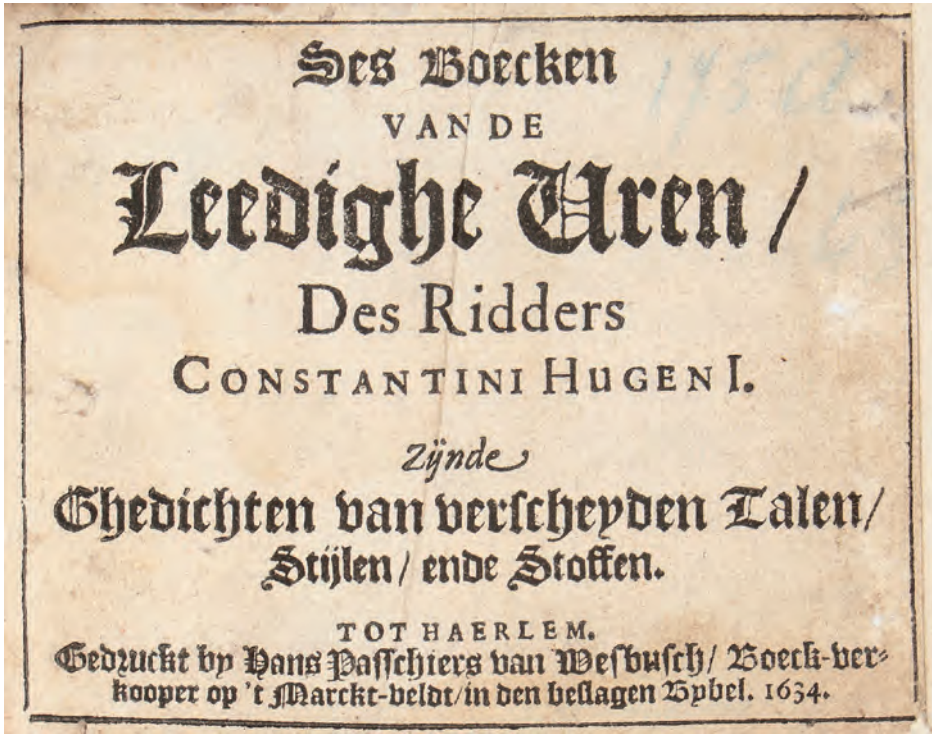 Ses Boecken
VAN DE
Leedighe Uren /
Des Ridders
CONSTANTINI HUGENI.
Zÿnde
Ghedichten van verſcheyden Talen/
Stijlen / ende Stoffen.
TOT HAERLEM.
Gedruckt by Hans Paſſchiers van Weſbuſch/ Boeck-ver-
kooper op 't Marckt-veldt/in den beſlagen Bybel. 1634.